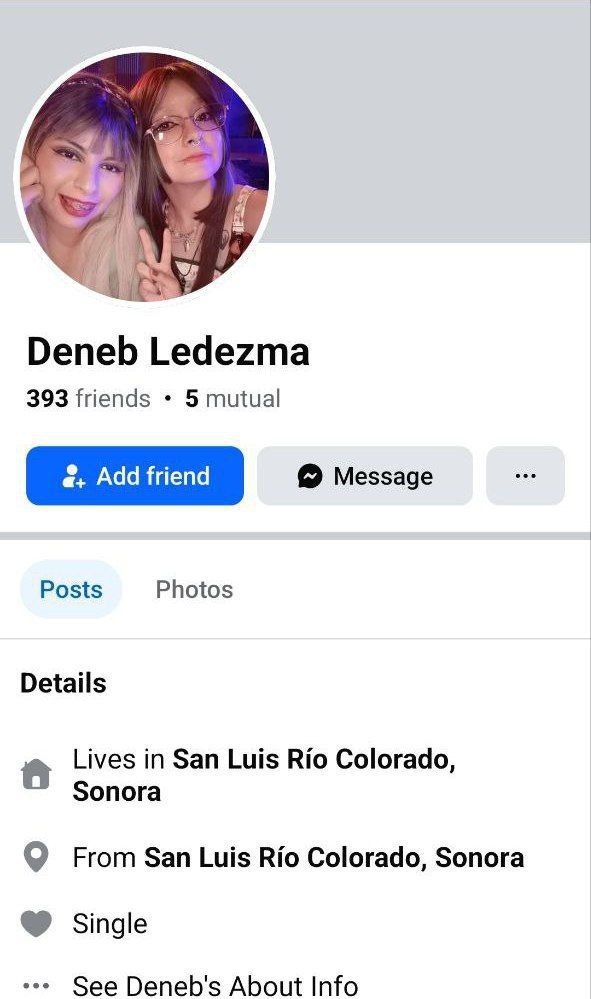 Deneb Ledezma
393 friends • 5 mutual
Add friend
Message
Posts
Photos
Details
Lives in San Luis Río Colorado,
Sonora
From San Luis Río Colorado, Sonora
Single
See Deneb's About Info